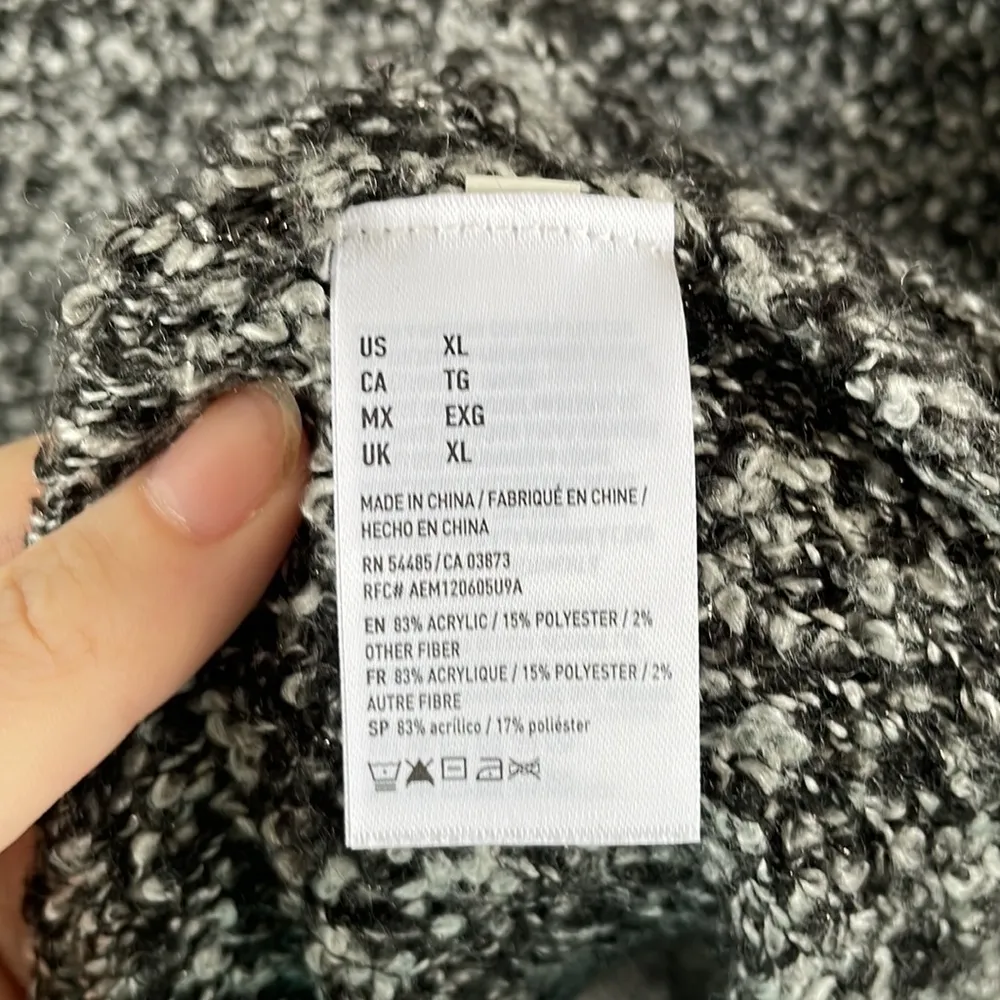 US XL
CA TG
MX EXG
UK XL
MADE IN CHINA / FABRIQUÉ EN CHINE /
HECHO EN CHINA
RN 54485 / CA 03873
RFC# AEM120605U9A
EN 83% ACRYLIC / 15% POLYESTER / 2%
OTHER FIBER
FR 83% ACRYLIQUE / 15% POLYESTER / 2%
AUTRE FIBRE
SP 83% acrílico / 17% poliéster